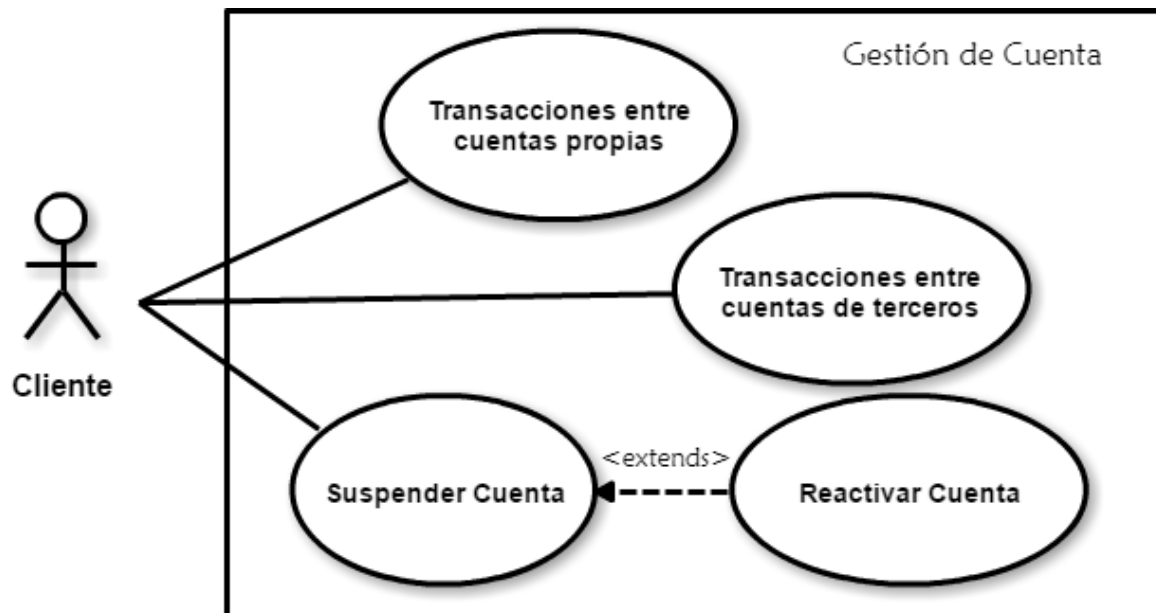 Gestión de Cuenta
Transacciones entre
cuentas propias
Transacciones entre
cuentas de terceros
Cliente
Suspender Cuenta
<extends>
Reactivar Cuenta